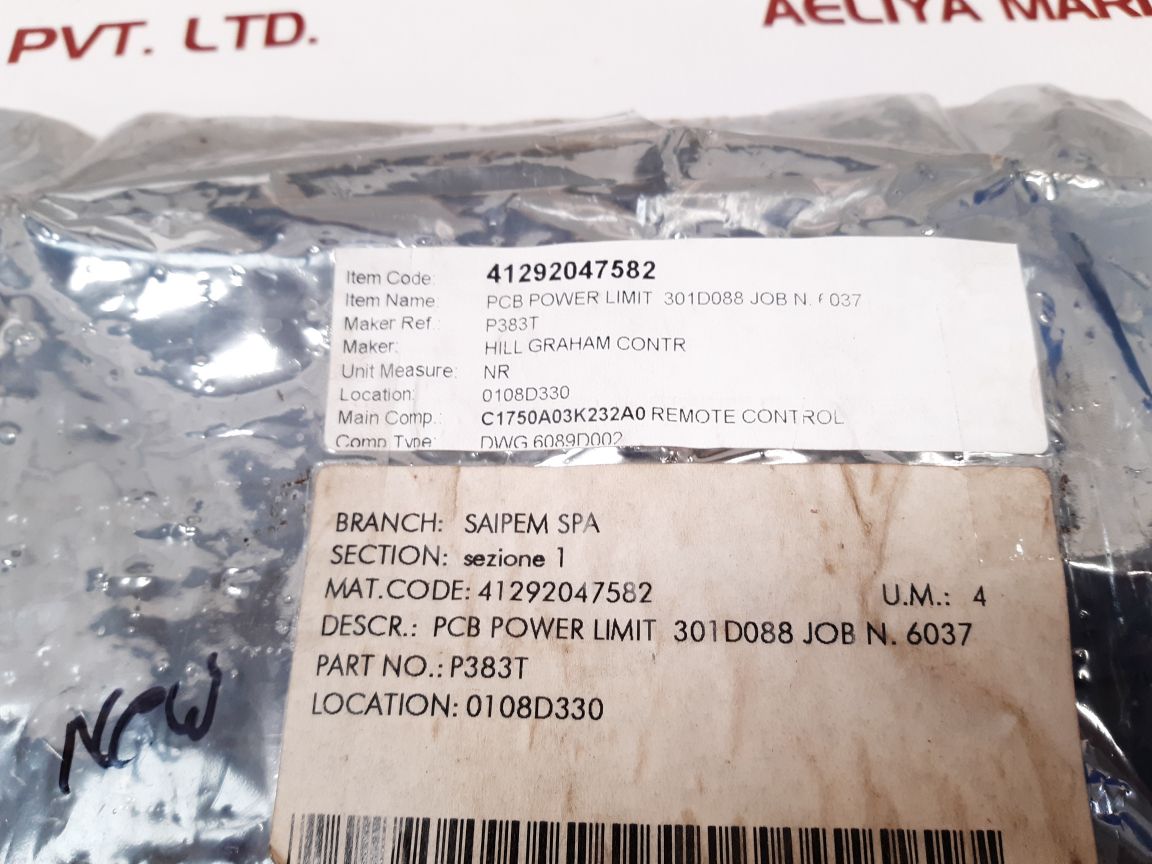 PVT. LTD.
AELIYA MARI
Item Code: 41292047582
Item Name: PCB POWER LIMIT 301D088 JOB N. 6037
Maker Ref.: P383T
Maker: HILL GRAHAM CONTR
Unit Measure: NR
Location: 0108D330
Main Comp.: C1750A03K232A0 REMOTE CONTROL
Comp Type: DWG 6089D002
BRANCH: SAIPEM SPA
SECTION: sezione 1
MAT.CODE: 41292047582 U.M.: 4
DESCR.: PCB POWER LIMIT 301D088 JOB N. 6037
PART NO.: P383T
LOCATION: 0108D330
NEW